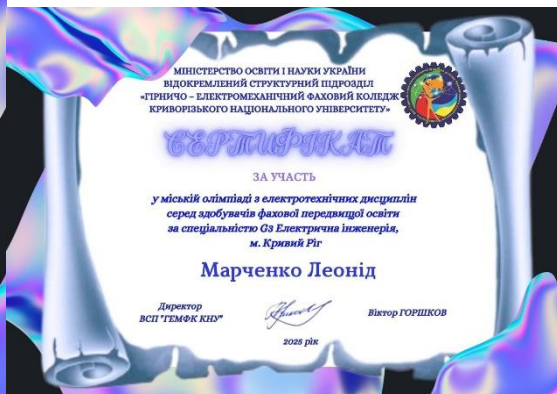 МІНІСТЕРСТВО ОСВІТИ І НАУКИ УКРАЇНИ
ВІДОКРЕМЛЕНИЙ СТРУКТУРНИЙ ПІДРОЗДІЛ
«ГІРНИЧО – ЕЛЕКТРОМЕХАНІЧНИЙ ФАХОВИЙ КОЛЕДЖ
КРИВОРІЗЬКОГО НАЦІОНАЛЬНОГО УНІВЕРСИТЕТУ»
СЕРТИФІКАТ
ЗА УЧАСТЬ
у міській олімпіаді з електротехнічних дисциплін
серед здобувачів фахової передвищої освіти
за спеціальністю G3 Електрична інженерія,
м. Кривий Ріг
Марченко Леонід
Директор
ВСП "ГЕМФК КНУ"
Віктор ГОРШКОВ
2025 рік